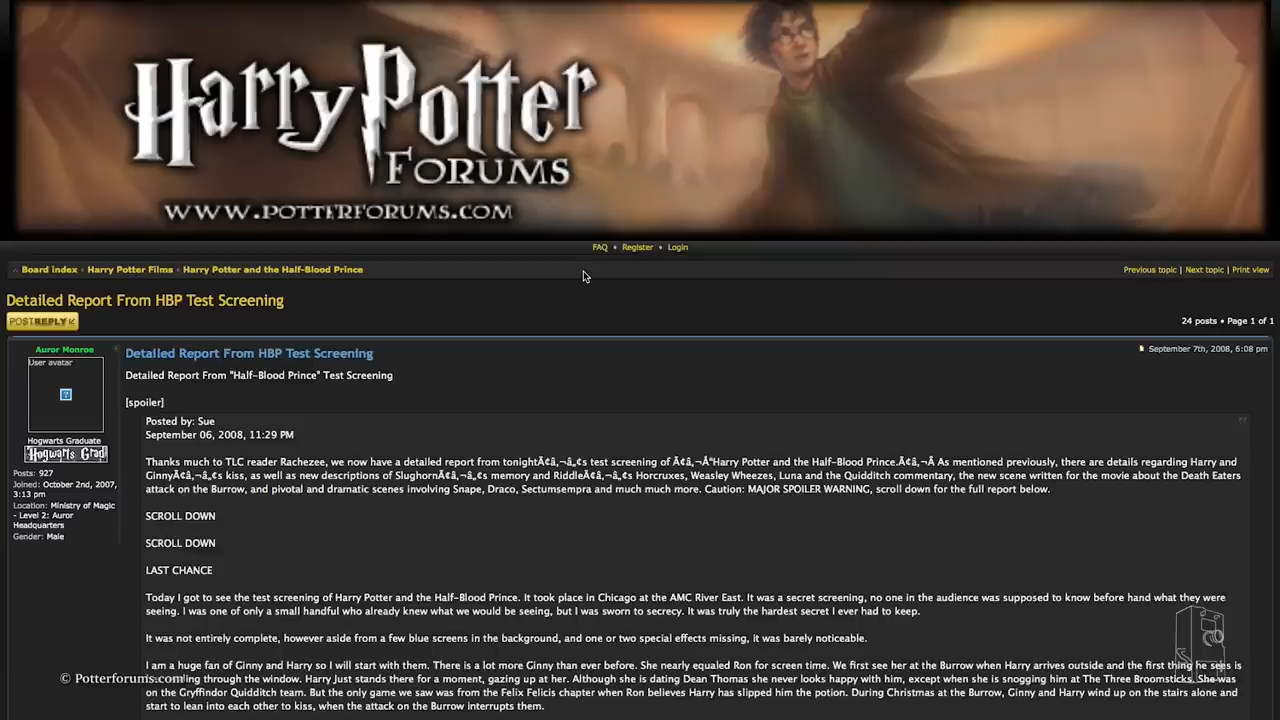 Harry Potter
FORUMS
WWW.POTTERFORUMS.COM
FAQ • Register • Login
Board index ‹ Harry Potter Films ‹ Harry Potter and the Half-Blood Prince
Previous topic | Next topic | Print view
Detailed Report From HBP Test Screening
POSTREPLY
24 posts • Page 1 of 1
Auror Monroe
User avatar
Hogwarts Graduate
Hogwarts Grad
Posts: 927
Joined: October 2nd, 2007,
3:13 pm
Location: Ministry of Magic
- Level 2: Auror
Headquarters
Gender: Male
Detailed Report From HBP Test Screening
September 7th, 2008, 6:08 pm
Detailed Report From "Half-Blood Prince" Test Screening
[spoiler]
Posted by: Sue
September 06, 2008, 11:29 PM
Thanks much to TLC reader Rachezee, we now have a detailed report from tonightÃ¢â‚¬â„¢s test screening of Ã¢â‚¬Å"Harry Potter and the Half-Blood Prince.Ã¢â‚¬Â As mentioned previously, there are details regarding Harry and
GinnyÃ¢â‚¬â„¢s kiss, as well as new descriptions of SlughornÃ¢â‚¬â„¢s memory and RiddleÃ¢â‚¬â„¢s Horcruxes, Weasley Wheezes, Luna and the Quidditch commentary, the new scene written for the movie about the Death Eaters
attack on the Burrow, and pivotal and dramatic scenes involving Snape, Draco, Sectumsempra and much much more. Caution: MAJOR SPOILER WARNING, scroll down for the full report below.
SCROLL DOWN
SCROLL DOWN
LAST CHANCE
Today I got to see the test screening of Harry Potter and the Half-Blood Prince. It took place in Chicago at the AMC River East. It was a secret screening, no one in the audience was supposed to know before hand what they were
seeing. I was one of only a small handful who already knew what we would be seeing, but I was sworn to secrecy. It was truly the hardest secret I ever had to keep.
It was not entirely complete, however aside from a few blue screens in the background, and one or two special effects missing, it was barely noticeable.
I am a huge fan of Ginny and Harry so I will start with them. There is a lot more Ginny than ever before. She nearly equaled Ron for screen time. We first see her at the Burrow when Harry arrives outside and the first thing he sees is
through the window. Harry Just stands there for a moment, gazing up at her. Although she is dating Dean Thomas she never looks happy with him, except when she is snogging him at The Three Broomsticks. She was
on the Gryffindor Quidditch team. But the only game we saw was from the Felix Felicis chapter when Ron believes Harry has slipped him the potion. During Christmas at the Burrow, Ginny and Harry wind up on the stairs alone and
start to lean into each other to kiss, when the attack on the Burrow interrupts them.
© Potterforums.com